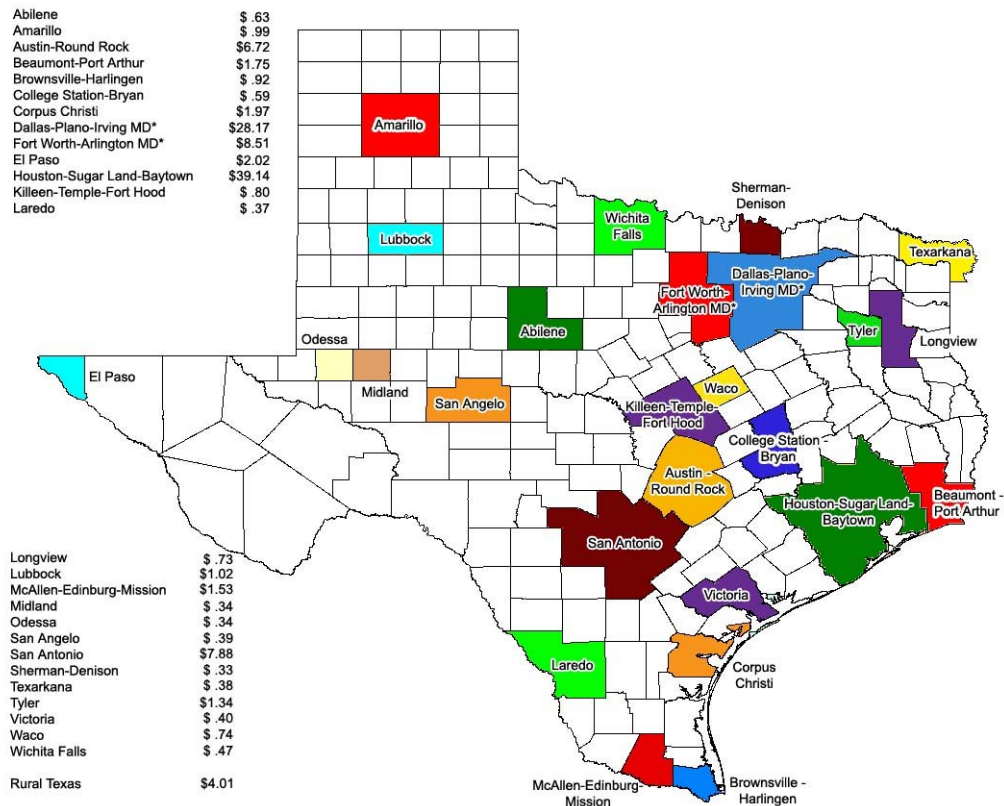 Abilene $ .63
Amarillo $ .99
Austin-Round Rock $6.72
Beaumont-Port Arthur $1.75
Brownsville-Harlingen $ .92
College Station-Bryan $ .59
Corpus Christi $1.97
Dallas-Plano-Irving MD* $28.17
Fort Worth-Arlington MD* $8.51
El Paso $2.02
Houston-Sugar Land-Baytown $39.14
Killeen-Temple-Fort Hood $ .80
Laredo $ .37
Amarillo
Lubbock
Wichita
Falls
Sherman-
Denison
Texarkana
Dallas-Plano-
Irving MD*
Fort Worth-
Arlington MD*
Abilene
Tyler
Longview
Odessa
Midland
El Paso
San Angelo
Waco
Killeen-Temple-
Fort Hood
College Station -
Bryan
Austin -
Round Rock
Houston-Sugar Land-
Baytown
Beaumont -
Port Arthur
San Antonio
Victoria
Laredo
Corpus
Christi
McAllen-Edinburg-
Mission
Brownsville -
Harlingen
Longview $ .73
Lubbock $1.02
McAllen-Edinburg-Mission $1.53
Midland $ .34
Odessa $ .34
San Angelo $ .39
San Antonio $7.88
Sherman-Denison $ .33
Texarkana $ .38
Tyler $1.34
Victoria $ .40
Waco $ .74
Wichita Falls $ .47
Rural Texas $4.01